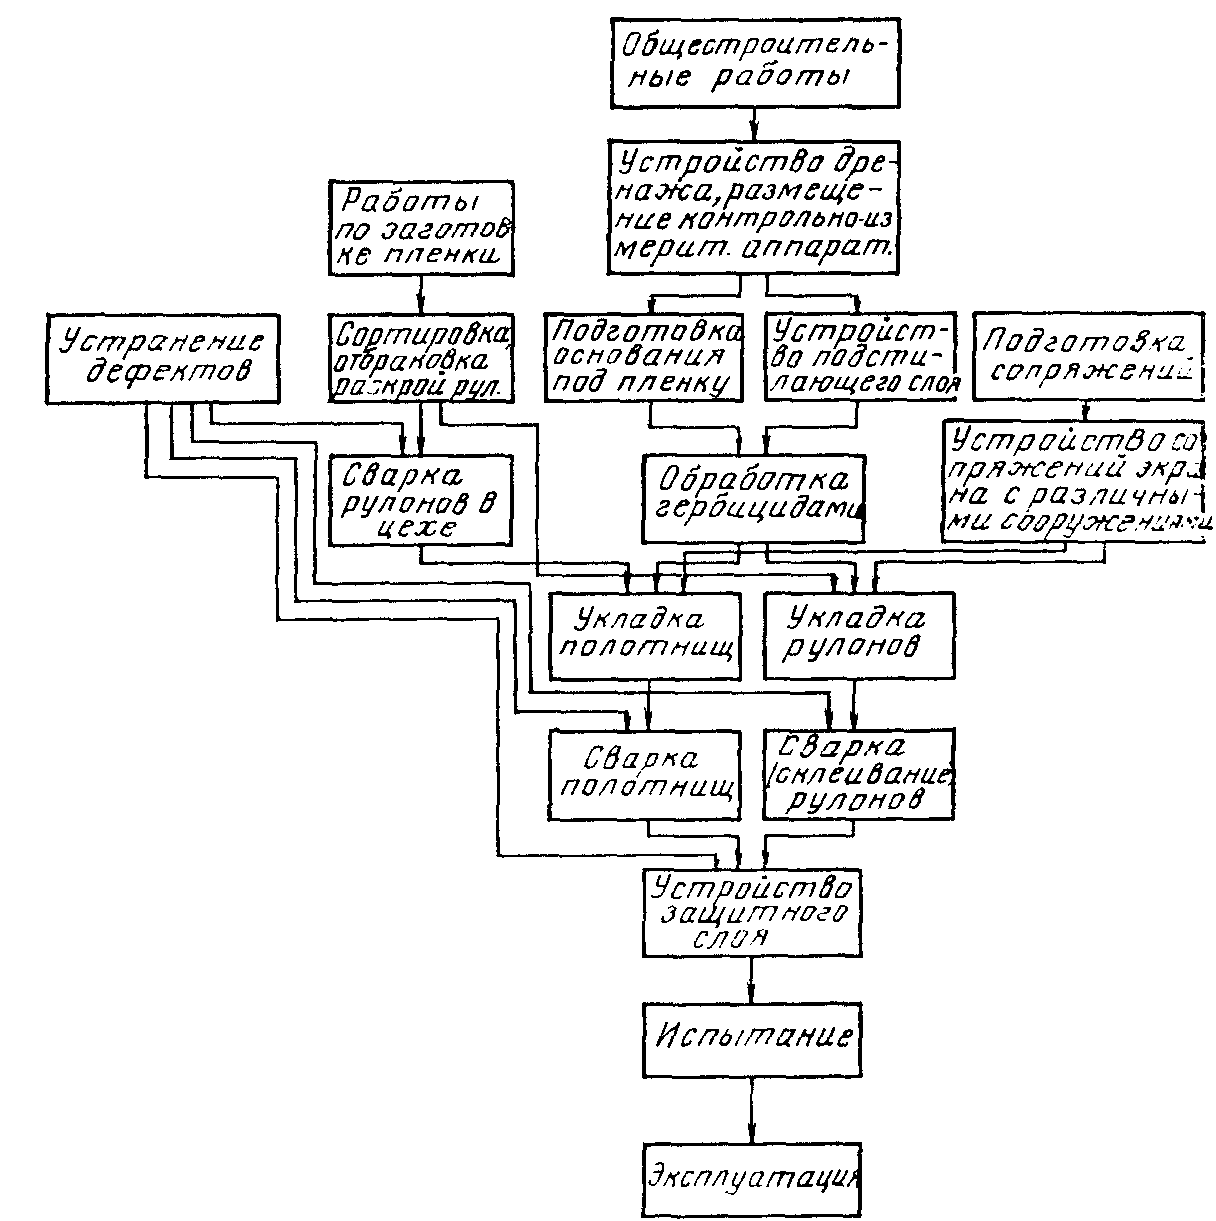 Общестроитель-
ные работы
Устройство дре-
нажа, размеще-
ние контрольно-из
мерит. аппарат.
Работы
по заготов
ке пленки
Устранение
дефектов
Сортировка,
отбраковка
раскрой рул.
Подготовка
основания
под пленку
Устройст-
во подсти-
лающего слоя
Подготовка
сопряжений
Сварка
рулонов в
цехе
Обработка
гербицидами
Устройство со
пряжений экра
на с различны-
ми сооружениями
Укладка
полотнищ
Укладка
рулонов
Сварка
полотнищ
Сварка
(склеивание)
рулонов
Устройство
защитного
слоя
Испытание
Эксплуатация